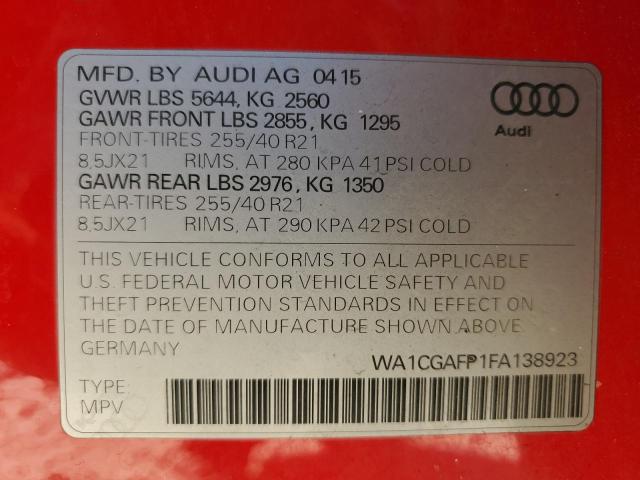 MFD. BY AUDI AG 04 15
GVWR LBS 5644, KG 2560
GAWR FRONT LBS 2855, KG 1295
FRONT-TIRES 255/40 R21
8,5JX21 RIMS, AT 280 KPA 41 PSI COLD
GAWR REAR LBS 2976, KG 1350
REAR-TIRES 255/40 R21
8,5JX21 RIMS, AT 290 KPA 42 PSI COLD
Audi
THIS VEHICLE CONFORMS TO ALL APPLICABLE
U.S. FEDERAL MOTOR VEHICLE SAFETY AND
THEFT PREVENTION STANDARDS IN EFFECT ON
THE DATE OF MANUFACTURE SHOWN ABOVE
GERMANY
WA1CGAFP1FA138923
TYPE
MPV